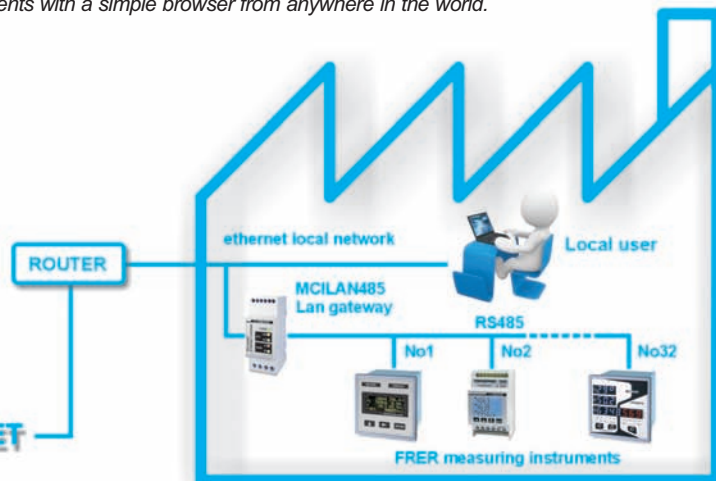 with a simple browser from anywhere in the world.
ethernet local network
Local user
ROUTER
MCILAN485
Lan gateway
RS485
No1
No2
No32
FRER measuring instruments